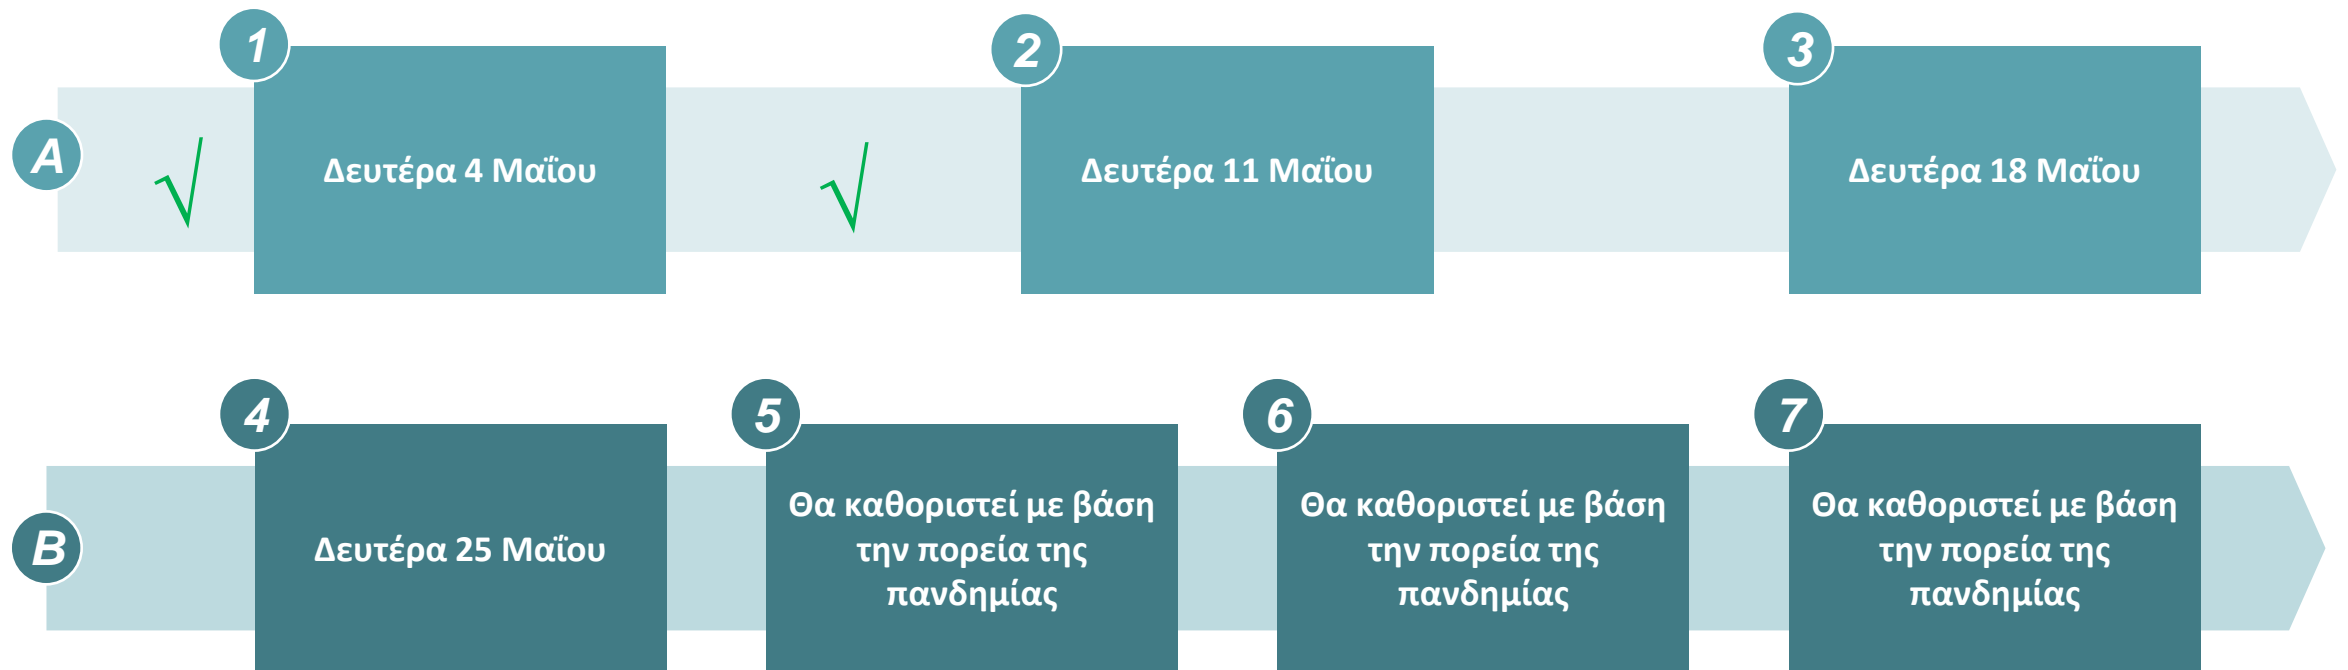 1
2
3
A
√
Δευτέρα 4 Μαΐου
√
Δευτέρα 11 Μαΐου
Δευτέρα 18 Μαΐου
4
5
6
7
B
Δευτέρα 25 Μαΐου
Θα καθοριστεί με βάση
την πορεία της
πανδημίας
Θα καθοριστεί με βάση
την πορεία της
πανδημίας
Θα καθοριστεί με βάση
την πορεία της
πανδημίας